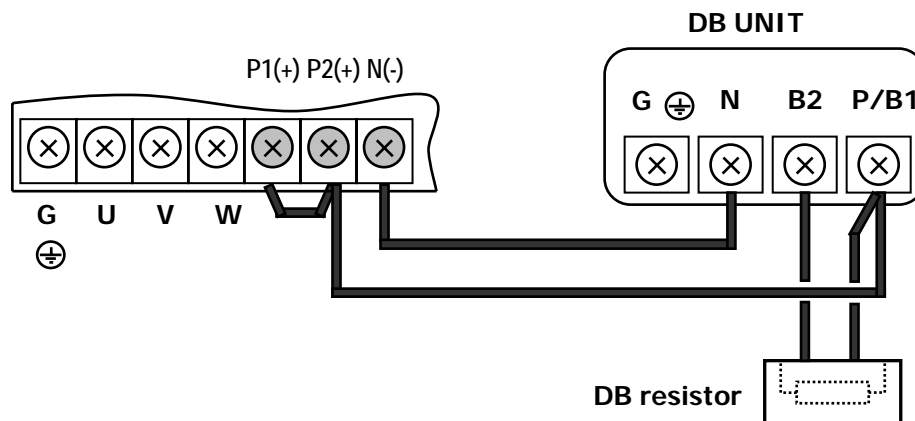 DB UNIT
P1(+) P2(+) N(-)
G N B2 P/B1
G U V W
DB resistor